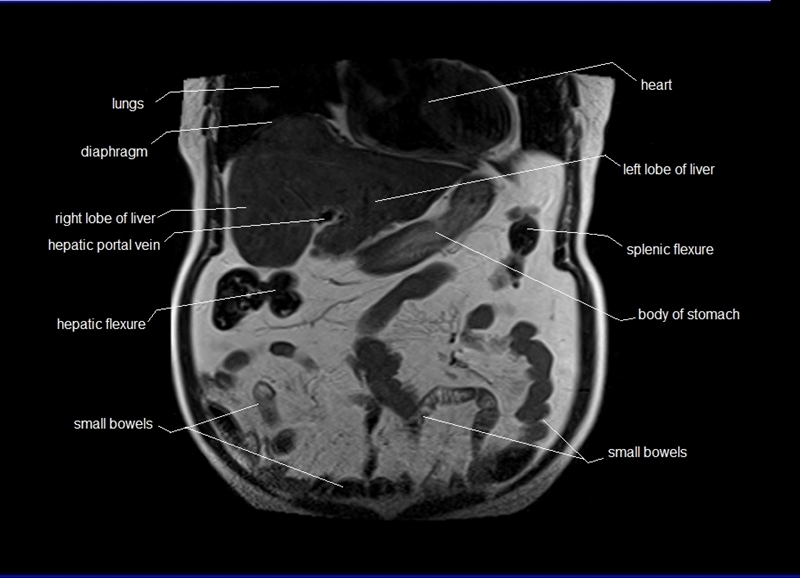 lungs
diaphragm
right lobe of liver
hepatic portal vein
hepatic flexure
small bowels
heart
left lobe of liver
splenic flexure
body of stomach
small bowels